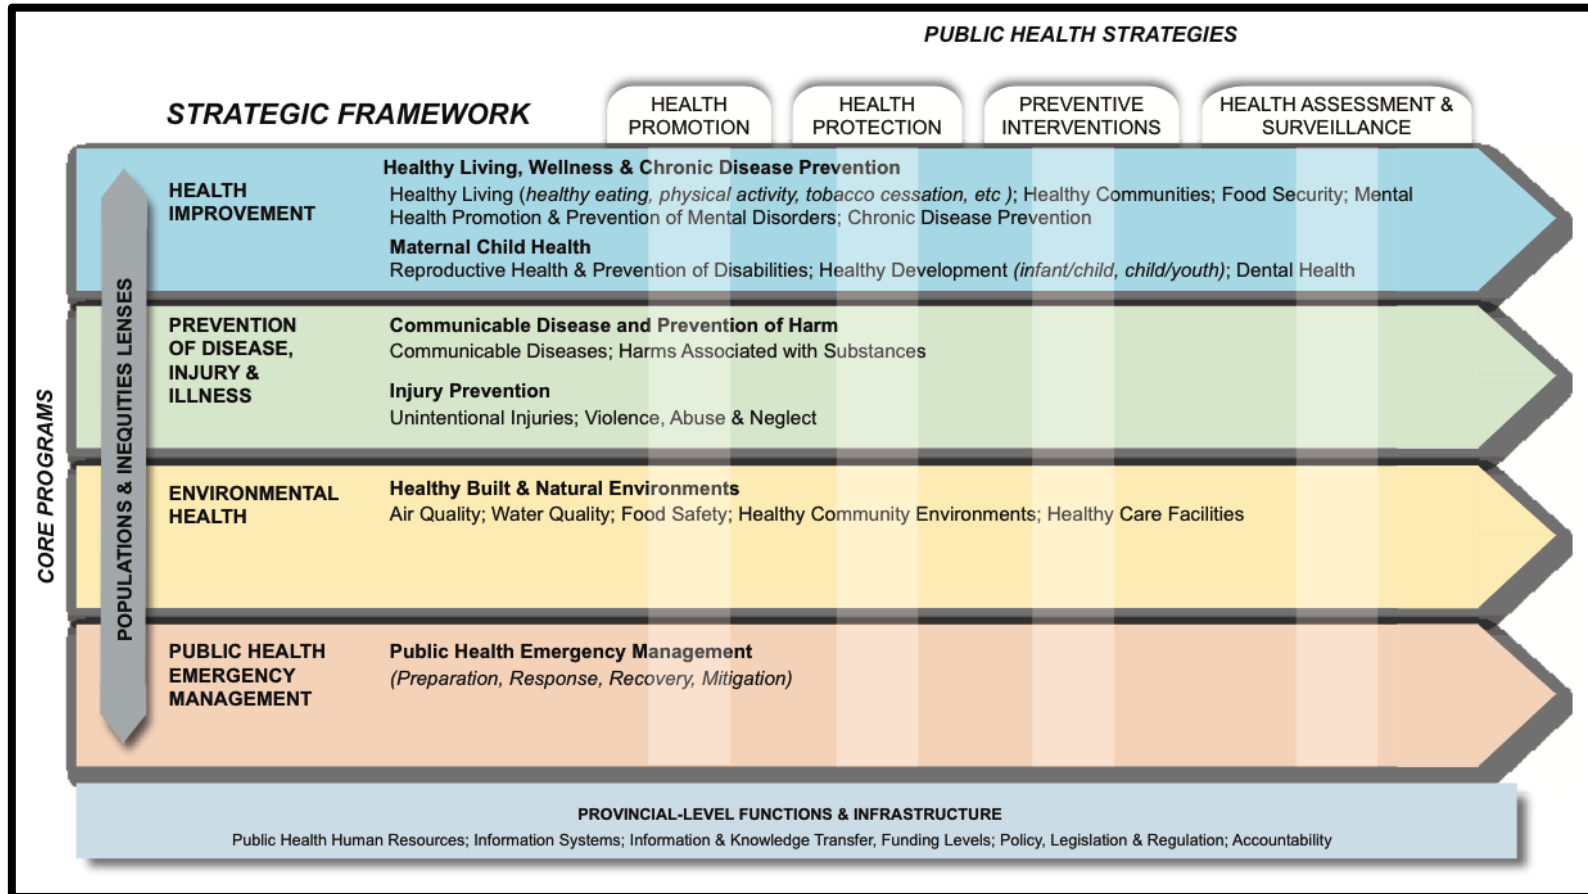 PUBLIC HEALTH STRATEGIES
STRATEGIC FRAMEWORK
HEALTH
PROMOTION
HEALTH
PROTECTION
PREVENTIVE
INTERVENTIONS
HEALTH ASSESSMENT &
SURVEILLANCE
CORE PROGRAMS
POPULATIONS & INEQUITIES LENSES
HEALTH
IMPROVEMENT
Healthy Living, Wellness & Chronic Disease Prevention
Healthy Living (healthy eating, physical activity, tobacco cessation, etc ); Healthy Communities; Food Security; Mental
Health Promotion & Prevention of Mental Disorders; Chronic Disease Prevention
Maternal Child Health
Reproductive Health & Prevention of Disabilities; Healthy Development (infant/child, child/youth); Dental Health
PREVENTION
OF DISEASE,
INJURY &
ILLNESS
Communicable Disease and Prevention of Harm
Communicable Diseases; Harms Associated with Substances
Injury Prevention
Unintentional Injuries; Violence, Abuse & Neglect
ENVIRONMENTAL
HEALTH
Healthy Built & Natural Environments
Air Quality; Water Quality; Food Safety; Healthy Community Environments; Healthy Care Facilities
PUBLIC HEALTH
EMERGENCY
MANAGEMENT
Public Health Emergency Management
(Preparation, Response, Recovery, Mitigation)
PROVINCIAL-LEVEL FUNCTIONS & INFRASTRUCTURE
Public Health Human Resources; Information Systems; Information & Knowledge Transfer, Funding Levels; Policy, Legislation & Regulation; Accountability